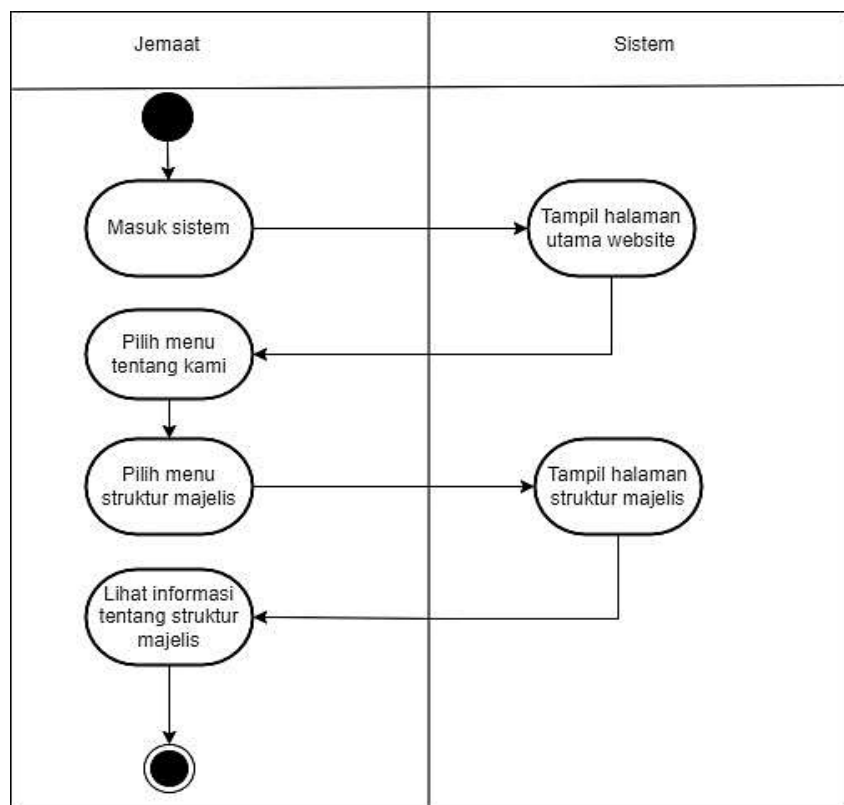 Jemaat
Sistem
Masuk sistem
Tampil halaman
utama website
Pilih menu
tentang kami
Pilih menu
struktur majelis
Tampil halaman
struktur majelis
Lihat informasi
tentang struktur
majelis